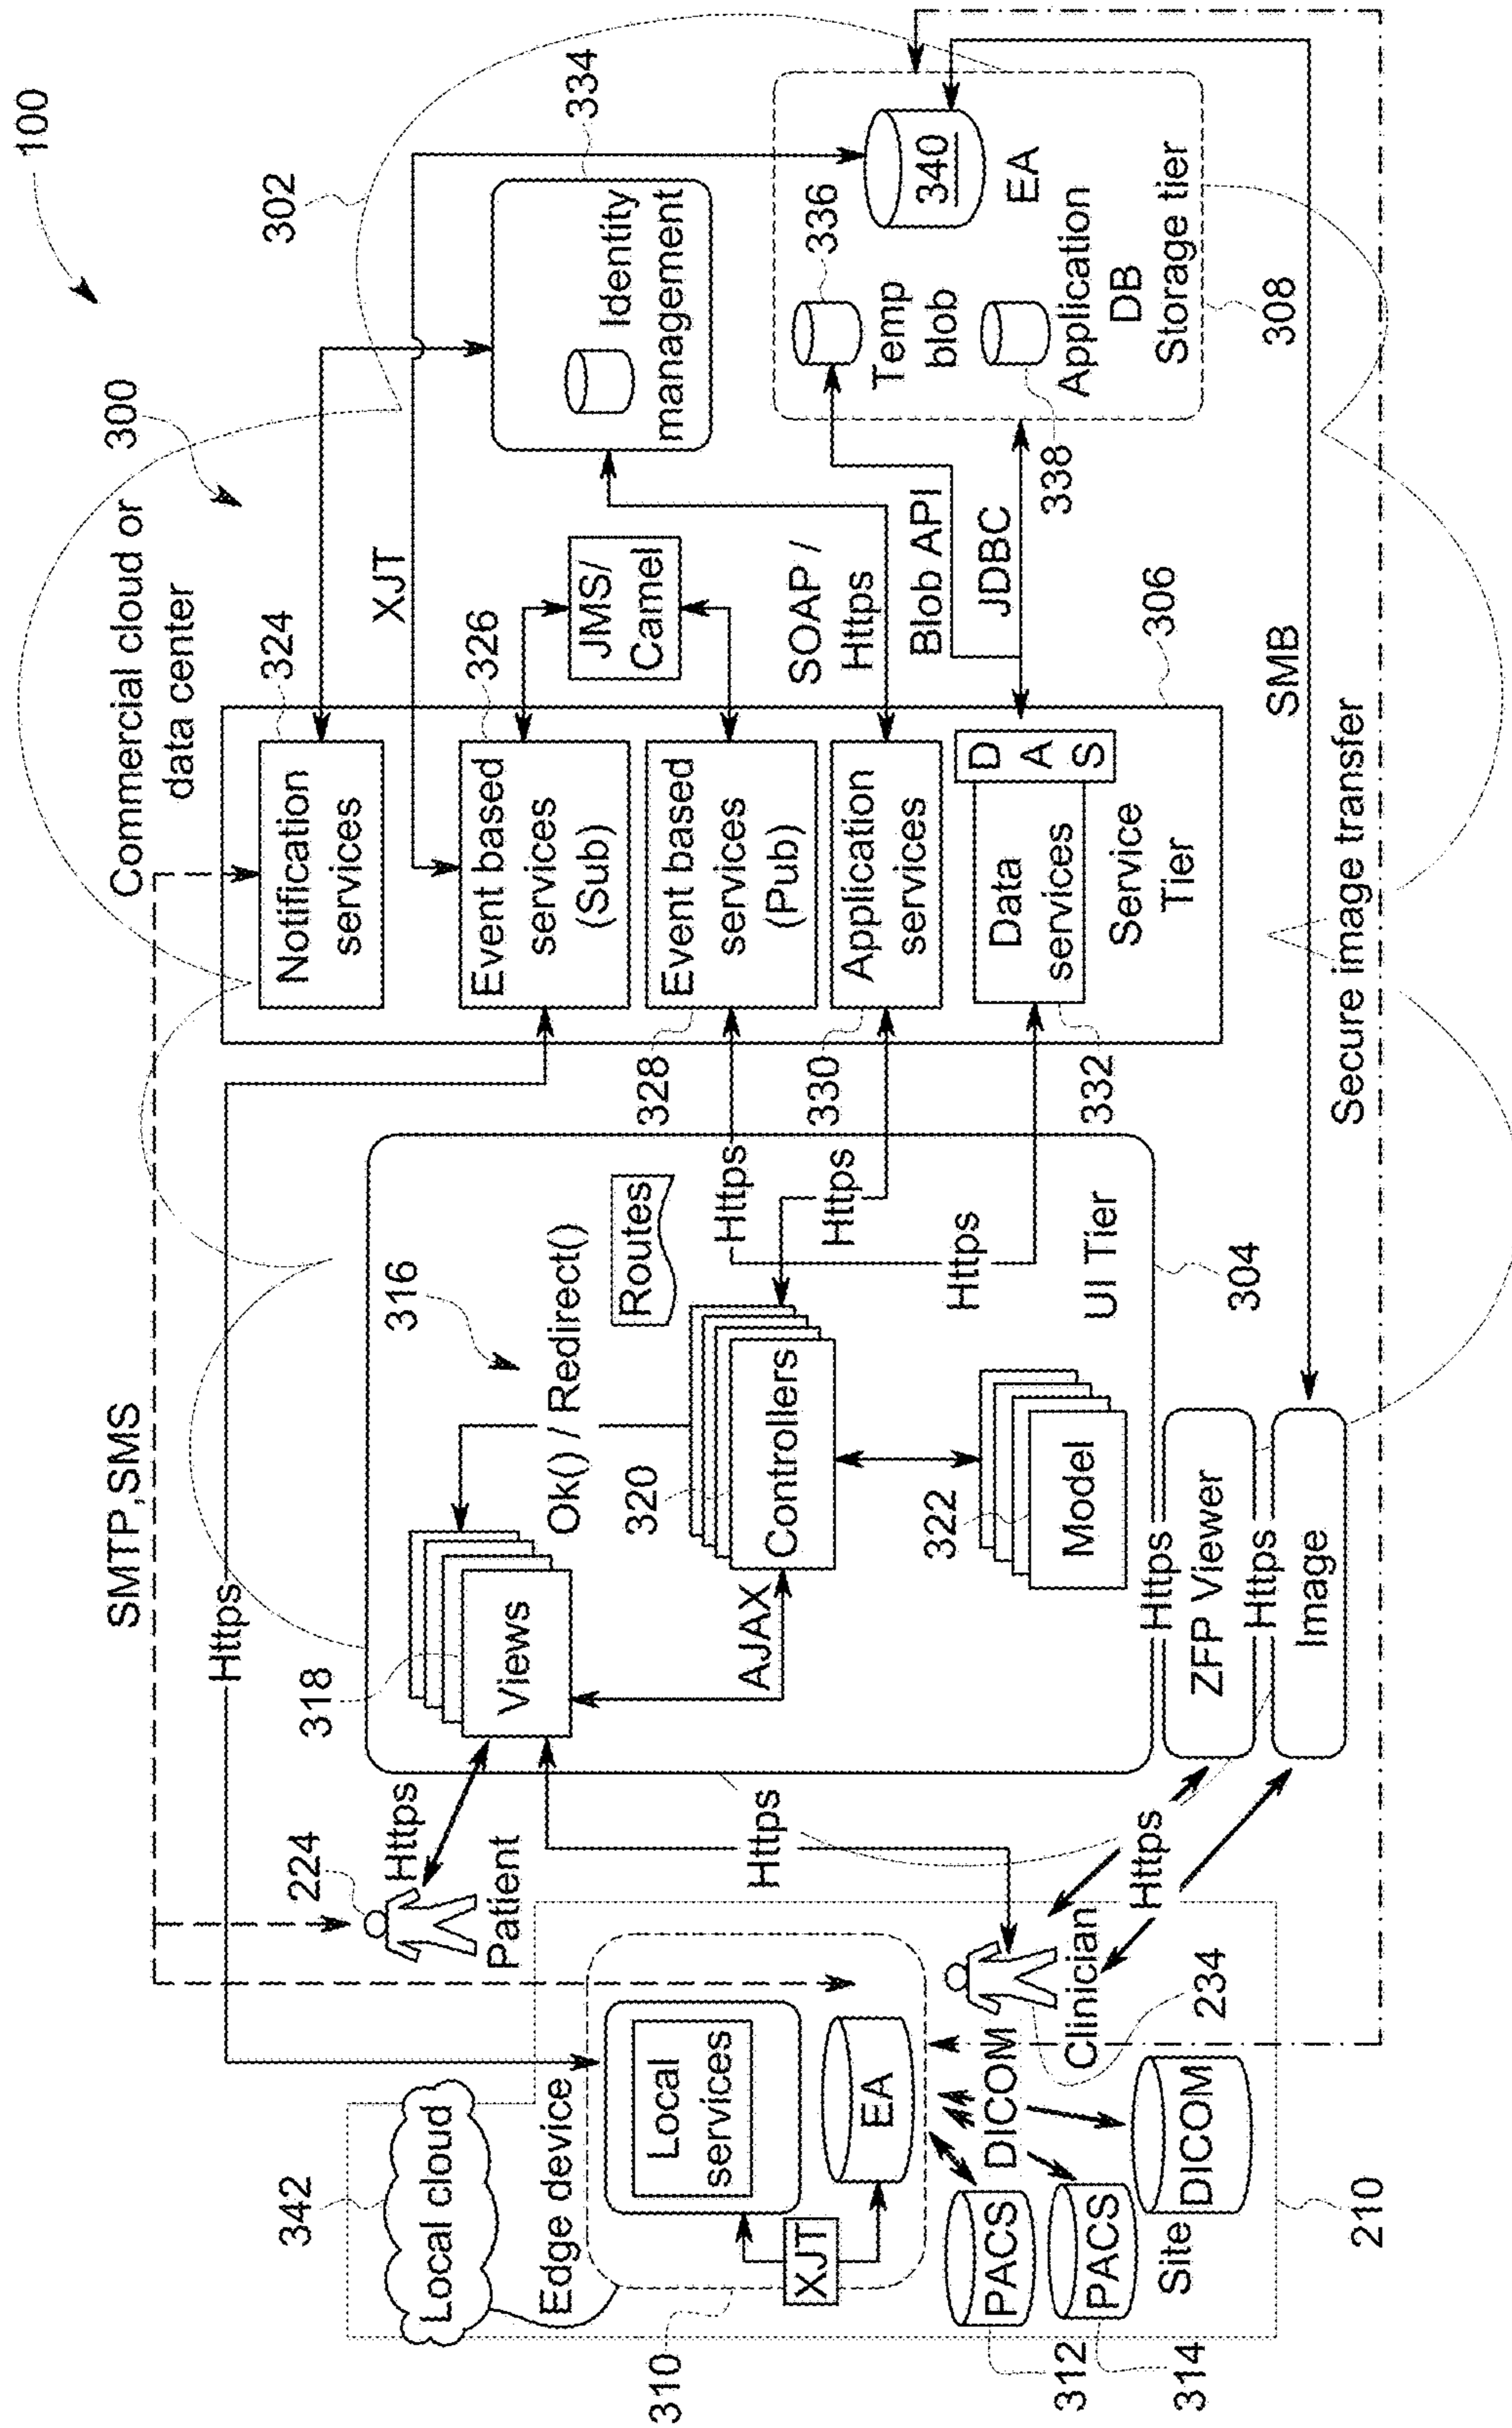 100
300
Commercial cloud or
data center
302
334
SMTP,SMS
Https
324
Notification
services
XJT
326
Event based
services
(Sub)
JMS/
Camel
328
Event based
services
(Pub)
SOAP /
Https
330
Application
services
Blob API
JDBC
332
Data
services
D
A
S
Service
Tier
306
Identity
management
336
Temp
blob
338
Application
DB
340
EA
Storage tier
308
SMB
Secure image transfer
316
318
Views
Ok() / Redirect()
Routes
320
Controllers
AJAX
322
Model
Https
Https
Https
UI Tier
304
Https
ZFP Viewer
Https
Image
224
Https
Patient
Https
Https
342
Local cloud
Edge device
Local
services
EA
XJT
310
DICOM
Clinician
234
PACS
312
PACS
314
DICOM
Site
210